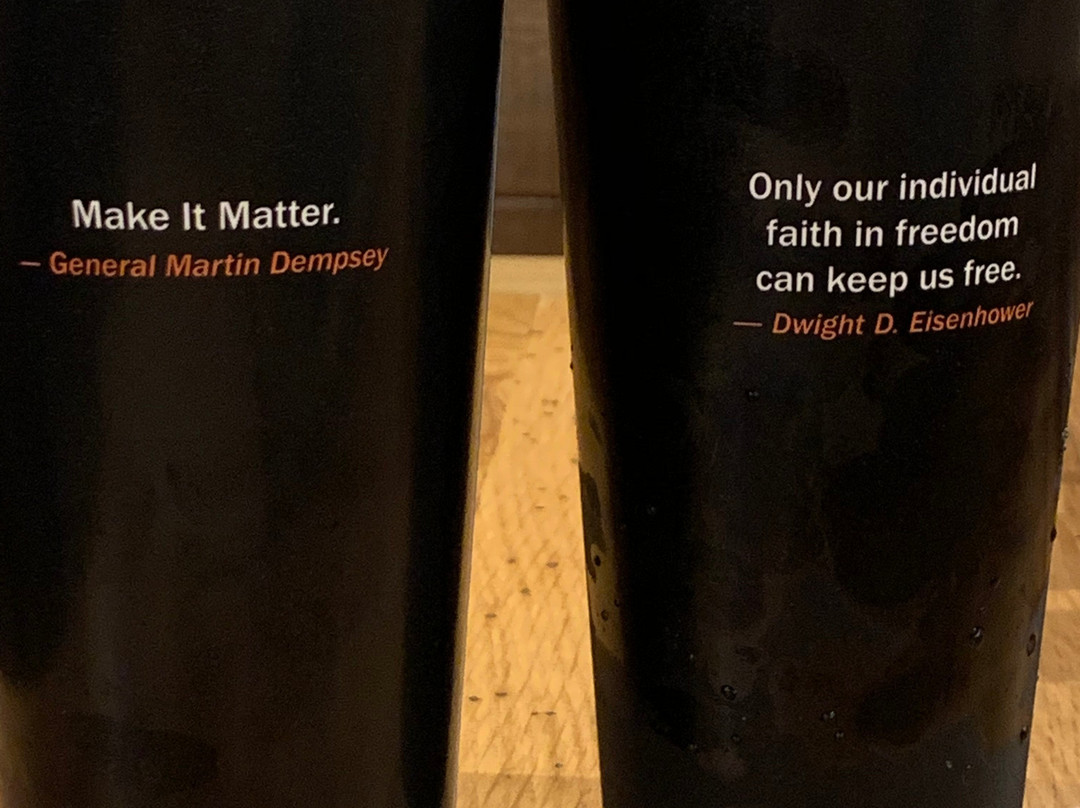 Make It Matter.
— General Martin Dempsey
Only our individual
faith in freedom
can keep us free.
— Dwight D. Eisenhower